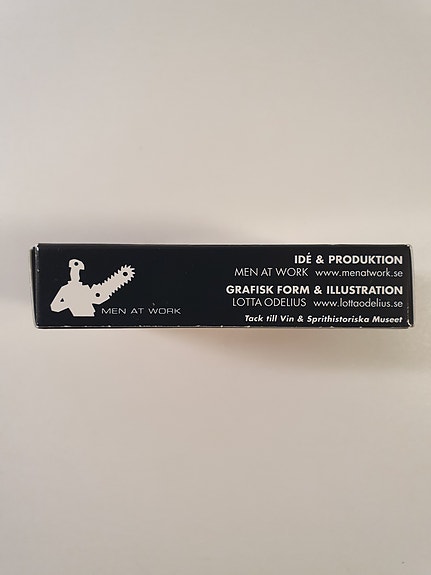 IDÉ & PRODUKTION
MEN AT WORK www.menatwork.se
GRAFISK FORM & ILLUSTRATION
LOTTA ODELIUS www.lottaodelius.se
Tack till Vin & Sprithistoriska Museet
MEN AT WORK